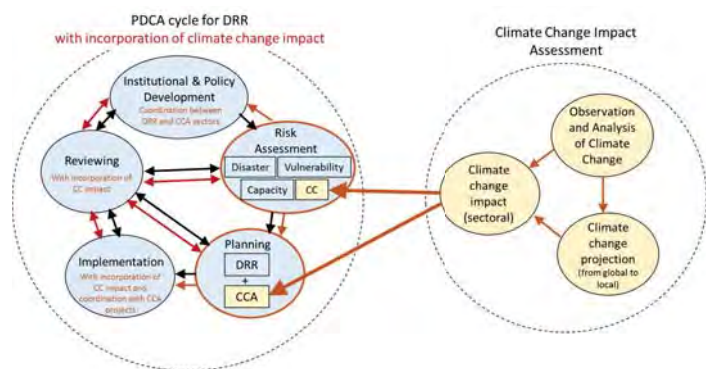 PDCA cycle for DRR
with incorporation of climate change impact
Institutional & Policy
Development
Coordination between
DRR and CCA sectors
Risk
Assessment
Disaster
Vulnerability
Capacity
CC
Reviewing
With incorporation of
CC impact
Planning
DRR
+
CCA
Implementation
With incorporation of
CC impact and
coordination with CCA
projects
Climate Change Impact
Assessment
Observation
and Analysis
of Climate
Change
Climate
change
impact
(sectoral)
Climate
change
projection
(from global to
local)